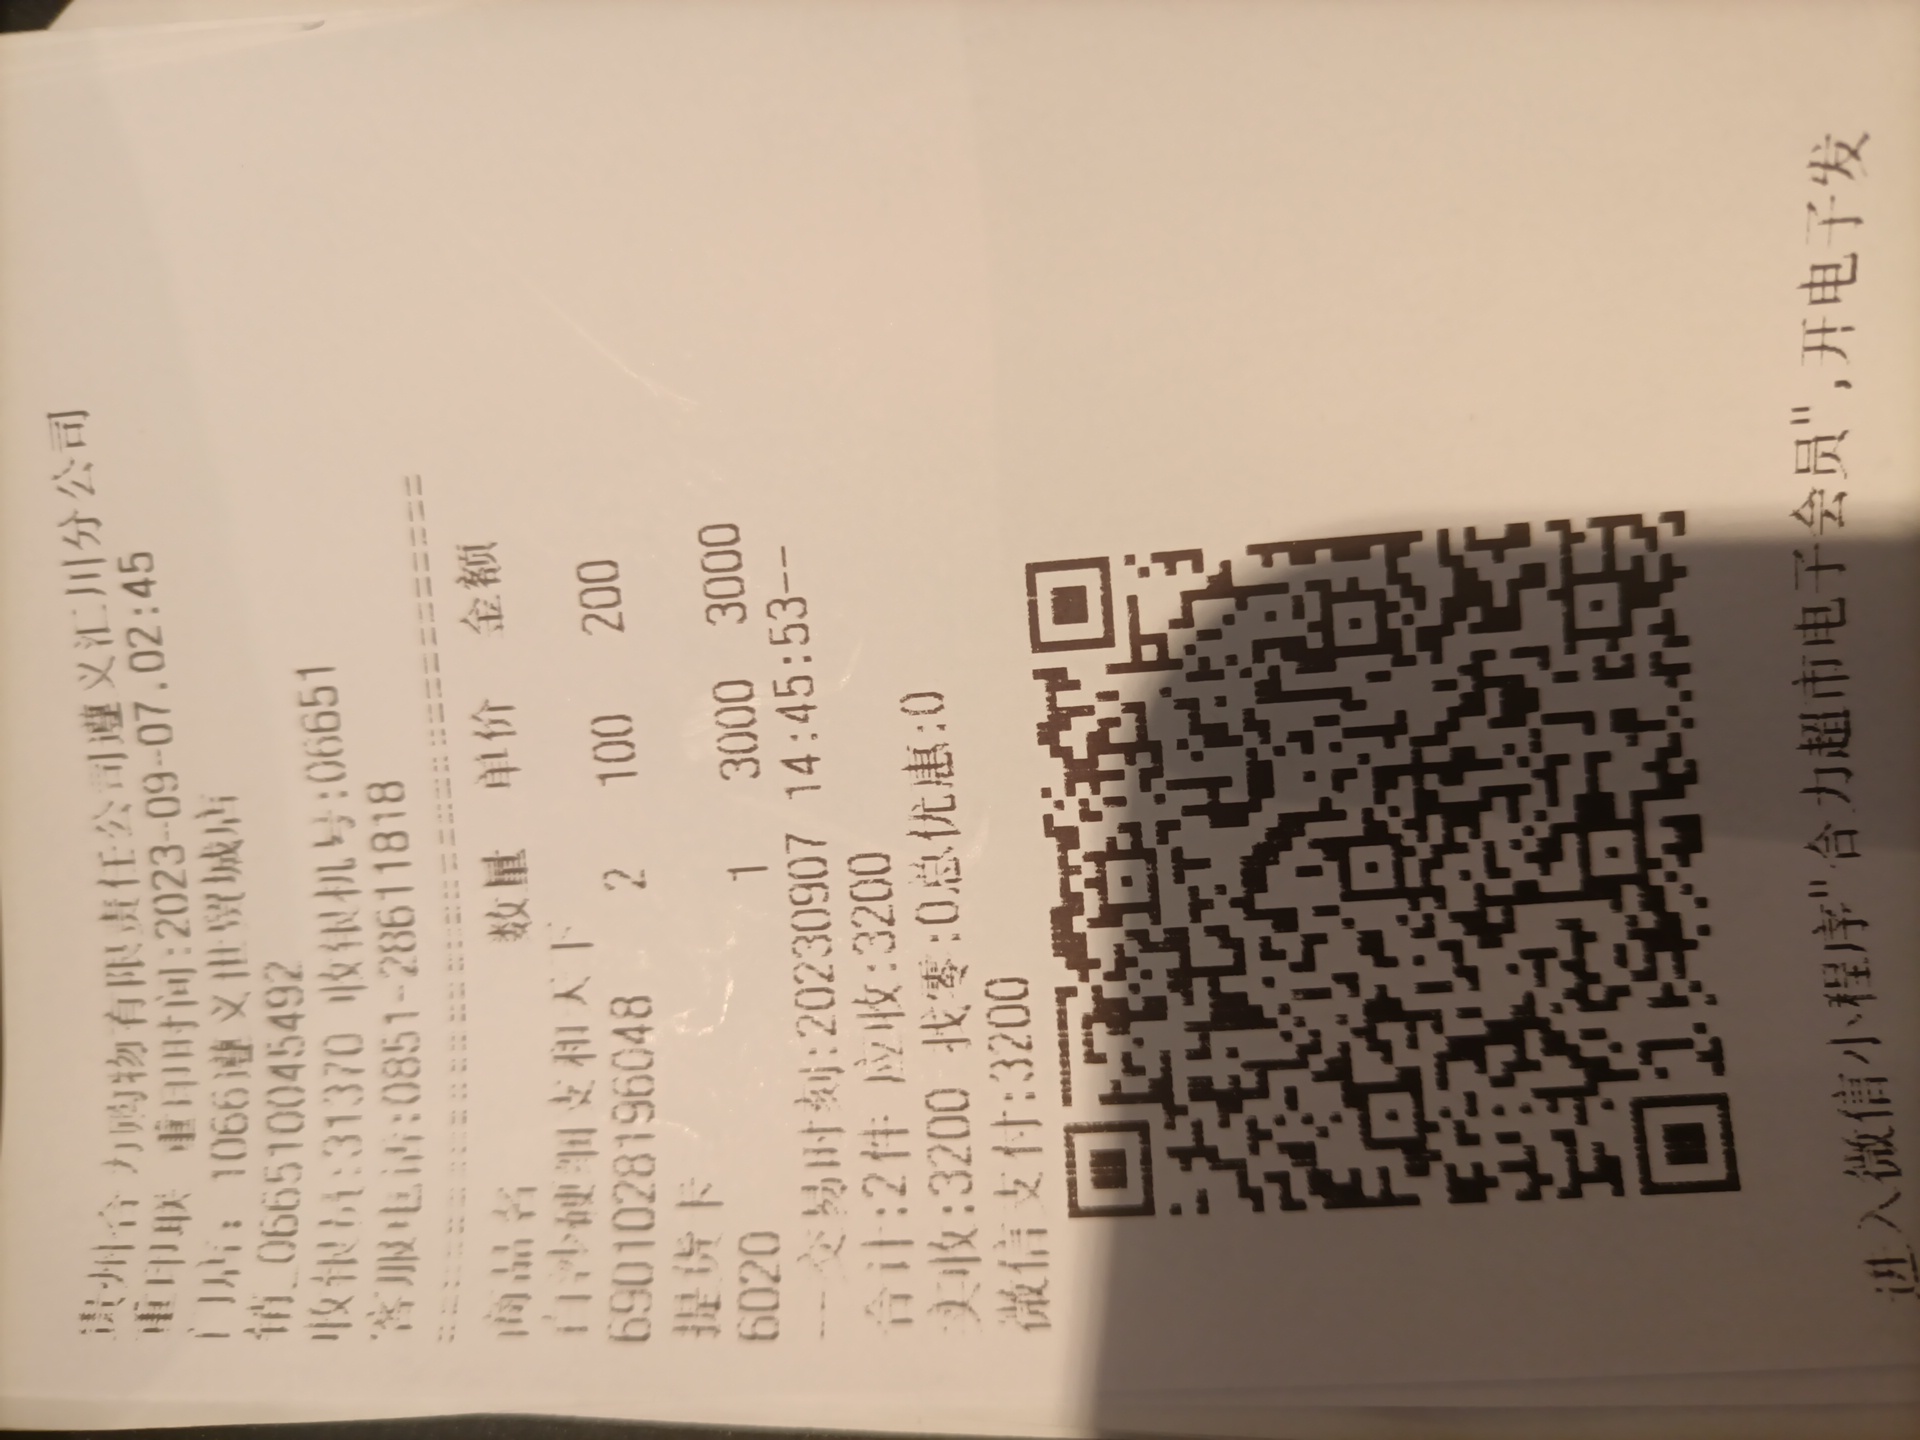 贵州合力购物有限责任公司遵义汇川分公司
重印联 重印时间:2023-09-07.02:45
门店: 1066遵义世贸城店
销_066510045492
收银员:31370 收银机号:06651
客服电话:0851-28611818
商品名 数量 单价 金额
白沙硬细支和天下
6901028196048 2 100 200
提货卡
6020 1 3000 3000
--交易时刻:20230907 14:45:53--
合计:2件 应收:3200
实收:3200 找零:0总优惠:0
微信支付:3200
进入微信小程序"合力超市电子会员",开电子发